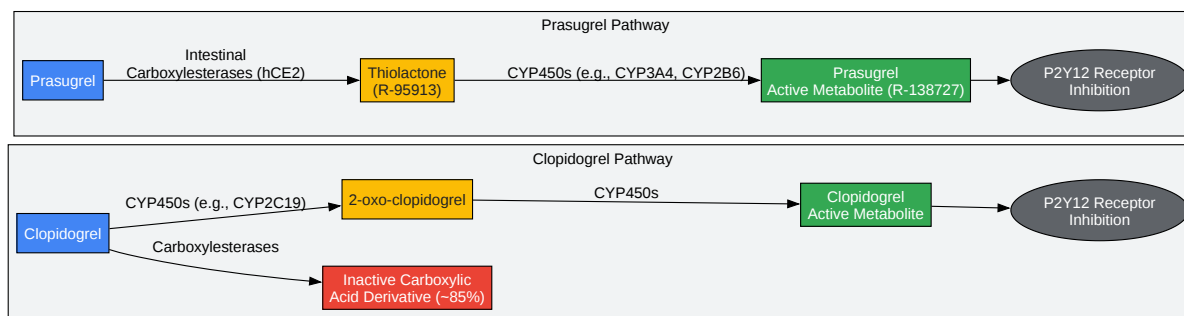 Prasugrel Pathway
Prasugrel
Intestinal
Carboxylesterases (hCE2)
Thiolactone
(R-95913)
CYP450s (e.g., CYP3A4, CYP2B6)
Prasugrel
Active Metabolite (R-138727)
P2Y12 Receptor
Inhibition
Clopidogrel Pathway
Clopidogrel
CYP450s (e.g., CYP2C19)
2-oxo-clopidogrel
CYP450s
Clopidogrel
Active Metabolite
P2Y12 Receptor
Inhibition
Carboxylesterases
Inactive Carboxylic
Acid Derivative (~85%)